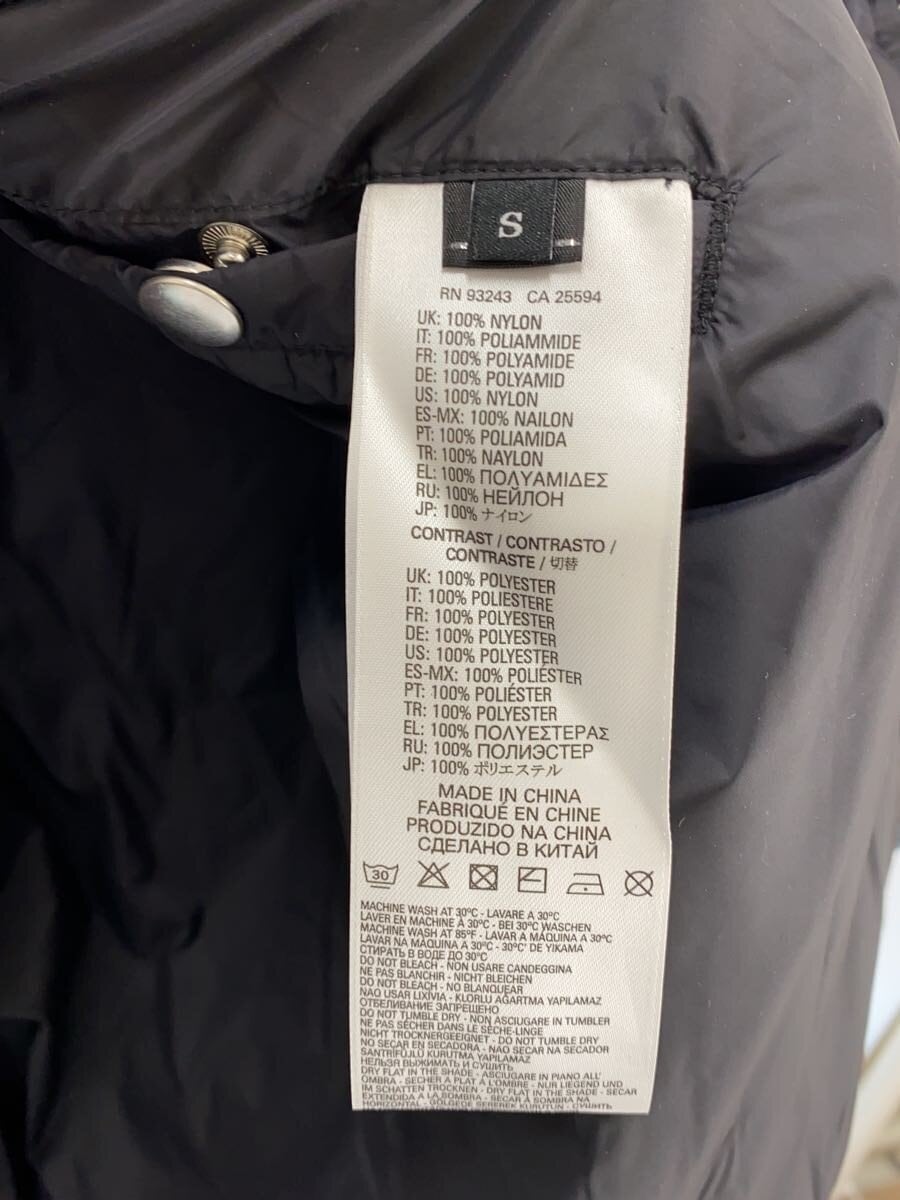 S
RN 93243 CA 25594
UK: 100% NYLON
IT: 100% POLIAMMIDE
FR: 100% POLYAMIDE
DE: 100% POLYAMID
US: 100% NYLON
ES-MX: 100% NAILON
PT: 100% POLIAMIDA
TR: 100% NAYLON
EL: 100% ΠΟΛΥΑΜΙΔΕΣ
RU: 100% НЕЙЛОН
JP: 100% ナイロン
CONTRAST / CONTRASTO /
CONTRASTE / 切替
UK: 100% POLYESTER
IT: 100% POLIESTERE
FR: 100% POLYESTER
DE: 100% POLYESTER
US: 100% POLYESTER
ES-MX: 100% POLIÉSTER
PT: 100% POLIÉSTER
TR: 100% POLYESTER
EL: 100% ΠΟΛΥΕΣΤΕΡΑΣ
RU: 100% ПОЛИЭСТЕР
JP: 100% ポリエステル
MADE IN CHINA
FABRIQUÉ EN CHINE
PRODUZIDO NA CHINA
СДЕЛАНО В КИТАЙ
30
MACHINE WASH AT 30°C - LAVARE A 30°C
LAVER EN MACHINE À 30°C - BEI 30°C WASCHEN
MACHINE WASH AT 85°F - LAVAR A MÁQUINA A 30°C
LAVAR NA MÁQUINA A 30°C - 30°C' DE YIKAMA
СТИРАТЬ В ВОДЕ ДО 30°C
DO NOT BLEACH - NON USARE CANDEGGINA
NE PAS BLANCHIR - NICHT BLEICHEN
DO NOT BLEACH - NO BLANQUEAR
NÃO USAR LIXÍVIA - KLORLU AĞARTMA YAPILAMAZ
ОТБЕЛИВАНИЕ ЗАПРЕЩЕНО
DO NOT TUMBLE DRY - NON ASCIUGARE IN TUMBLER
NE PAS SÉCHER DANS LE SÈCHE-LINGE
NICHT TROCKNERGEEIGNET - DO NOT TUMBLE DRY
NO SECAR EN SECADORA - NÃO SECAR NA SECADOR
SANTRİFÜJLÜ KURUTMA YAPILAMAZ
НЕЛЬЗЯ ВЫЖИМАТЬ И СУШИТЬ
DRY FLAT IN THE SHADE - ASCIUGARE IN PIANO ALL'
OMBRA - SÉCHER À PLAT À L'OMBRE - NUR LIEGEND UND
IM SCHATTEN TROCKNEN - DRY FLAT IN THE SHADE - SECAR
EXTENDIDA A LA SOMBRA - SECAR À SOMBRA NA
HORIZONTAL - GÖLGEDE SEREREK KURUTUN - СУШИТЬ